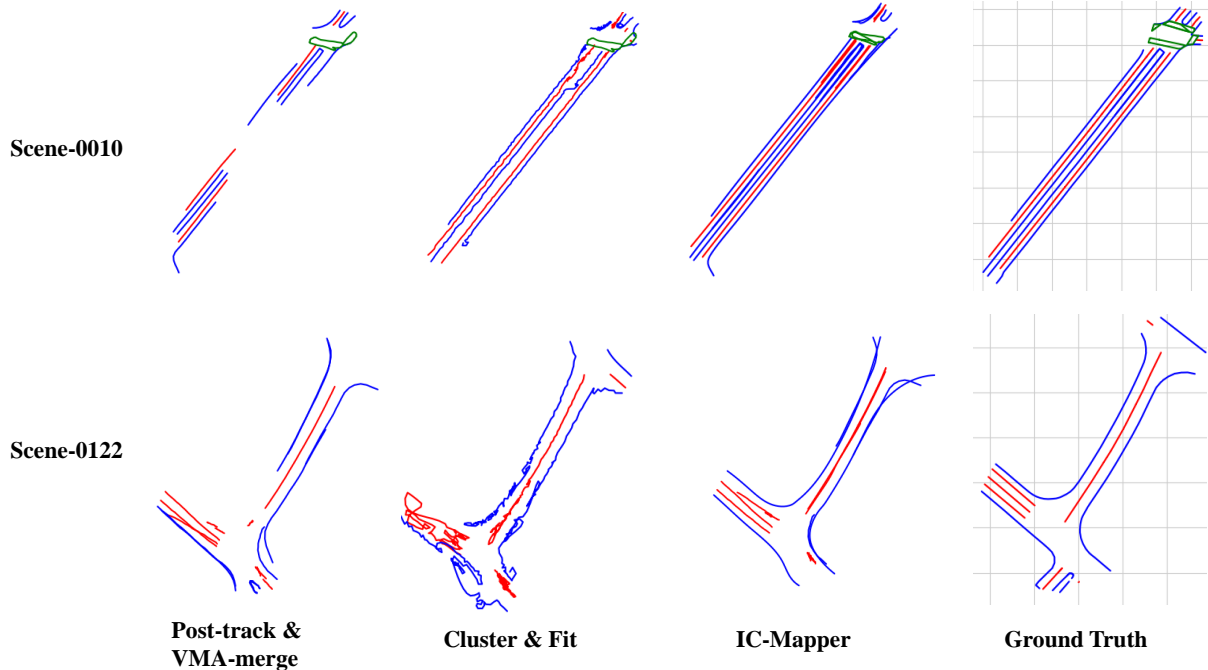 Scene-0010
Scene-0122
Post-track &
VMA-merge
Cluster & Fit
IC-Mapper
Ground Truth